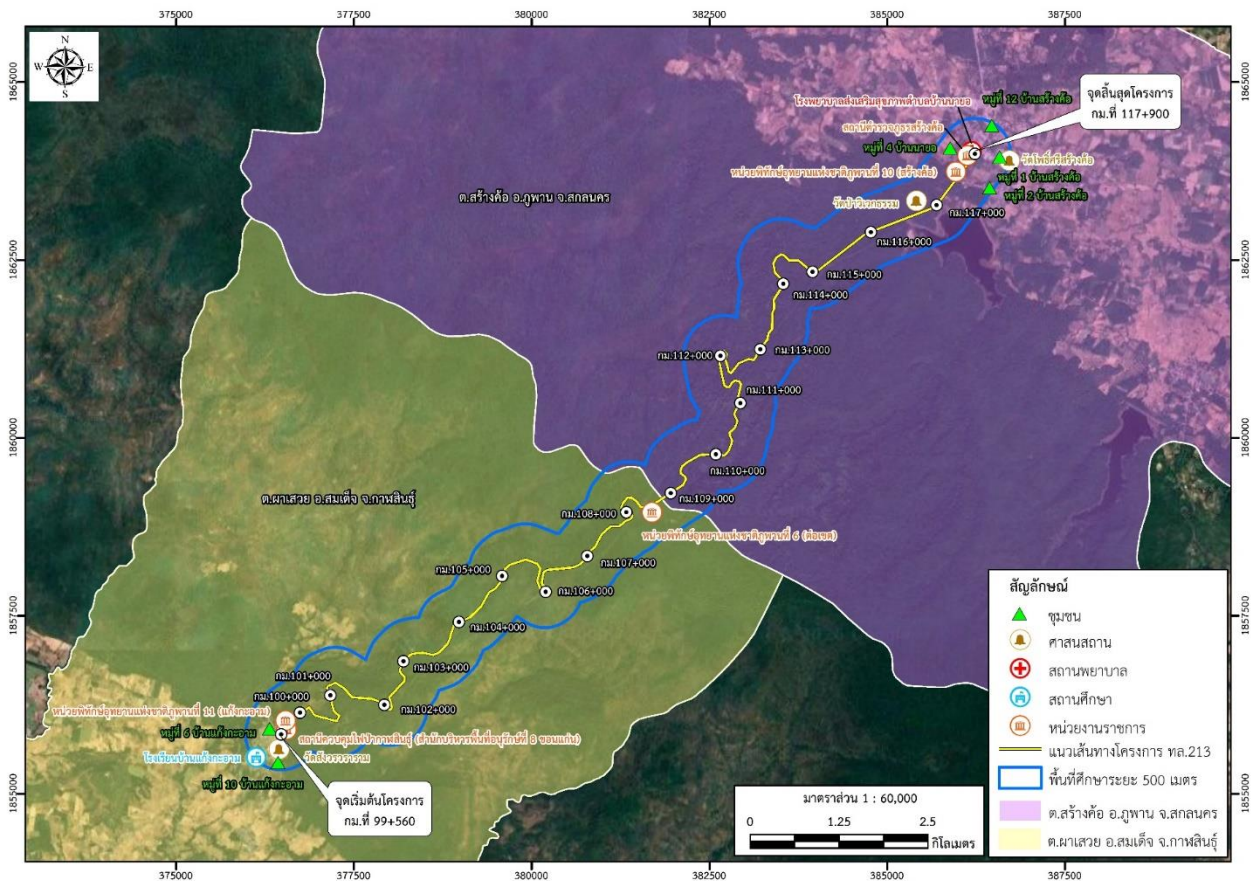 375000
377500
380000
382500
385000
387500
1865000
1862500
1860000
1857500
1855000
1865000
1862500
1860000
1857500
1855000
N
W E
S
โรงพยาบาลส่งเสริมสุขภาพตำบลบ้านนายอ
หมู่ที่ 12 บ้านสร้างค้อ
จุดสิ้นสุดโครงการ
กม.ที่ 117+900
สถานีตำรวจภูธรสร้างค้อ
หมู่ที่ 4 บ้านนายอ
วัดโพธิ์ศรีสร้างค้อ
หน่วยพิทักษ์อุทยานแห่งชาติภูพานที่ 10 (สร้างค้อ)
หมู่ที่ 1 บ้านสร้างค้อ
หมู่ที่ 2 บ้านสร้างค้อ
วัดป่าวิเวกธรรม
ต.สร้างค้อ อ.ภูพาน จ.สกลนคร
กม.117+000
กม.116+000
กม.115+000
กม.114+000
กม.113+000
กม.112+000
กม.111+000
กม.110+000
กม.109+000
ต.ผาเสวย อ.สมเด็จ จ.กาฬสินธุ์
กม.108+000
หน่วยพิทักษ์อุทยานแห่งชาติภูพานที่ 6 (ต่อเขต)
กม.107+000
กม.105+000
กม.106+000
กม.104+000
กม.103+000
กม.101+000
กม.100+000
กม.102+000
หน่วยพิทักษ์อุทยานแห่งชาติภูพานที่ 11 (แก้งกะอาม)
หมู่ที่ 6 บ้านแก้งกะอาม
สถานีควบคุมไฟป่ากาฬสินธุ์ (สำนักบริหารพื้นที่อนุรักษ์ที่ 8 ขอนแก่น)
โรงเรียนบ้านแก้งกะอาม
วัดสังวรวราราม
หมู่ที่ 10 บ้านแก้งกะอาม
จุดเริ่มต้นโครงการ
กม.ที่ 99+560
มาตราส่วน 1 : 60,000
0 1.25 2.5
กิโลเมตร
สัญลักษณ์
ชุมชน
ศาสนสถาน
สถานพยาบาล
สถานศึกษา
หน่วยงานราชการ
แนวเส้นทางโครงการ ทล.213
พื้นที่ศึกษาระยะ 500 เมตร
ต.สร้างค้อ อ.ภูพาน จ.สกลนคร
ต.ผาเสวย อ.สมเด็จ จ.กาฬสินธุ์
375000
377500
380000
382500
385000
387500